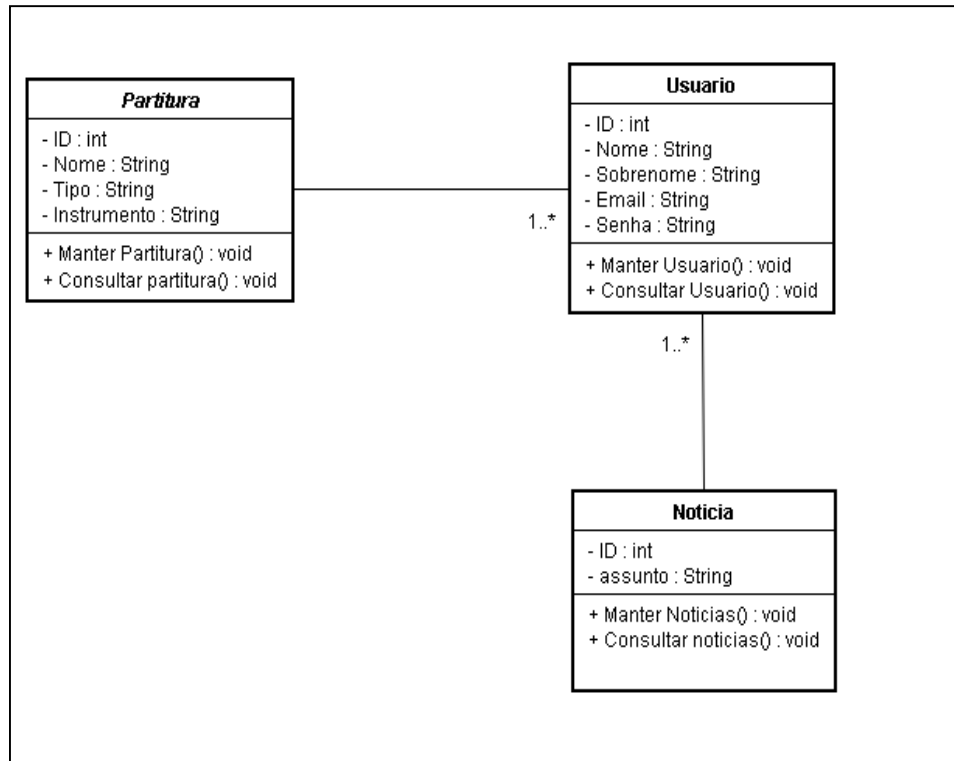 Partitura
- ID : int
- Nome : String
- Tipo : String
- Instrumento : String
+ Manter Partitura() : void
+ Consultar partitura() : void
1..*
Usuario
- ID : int
- Nome : String
- Sobrenome : String
- Email : String
- Senha : String
+ Manter Usuario() : void
+ Consultar Usuario() : void
1..*
Noticia
- ID : int
- assunto : String
+ Manter Noticias() : void
+ Consultar noticias() : void